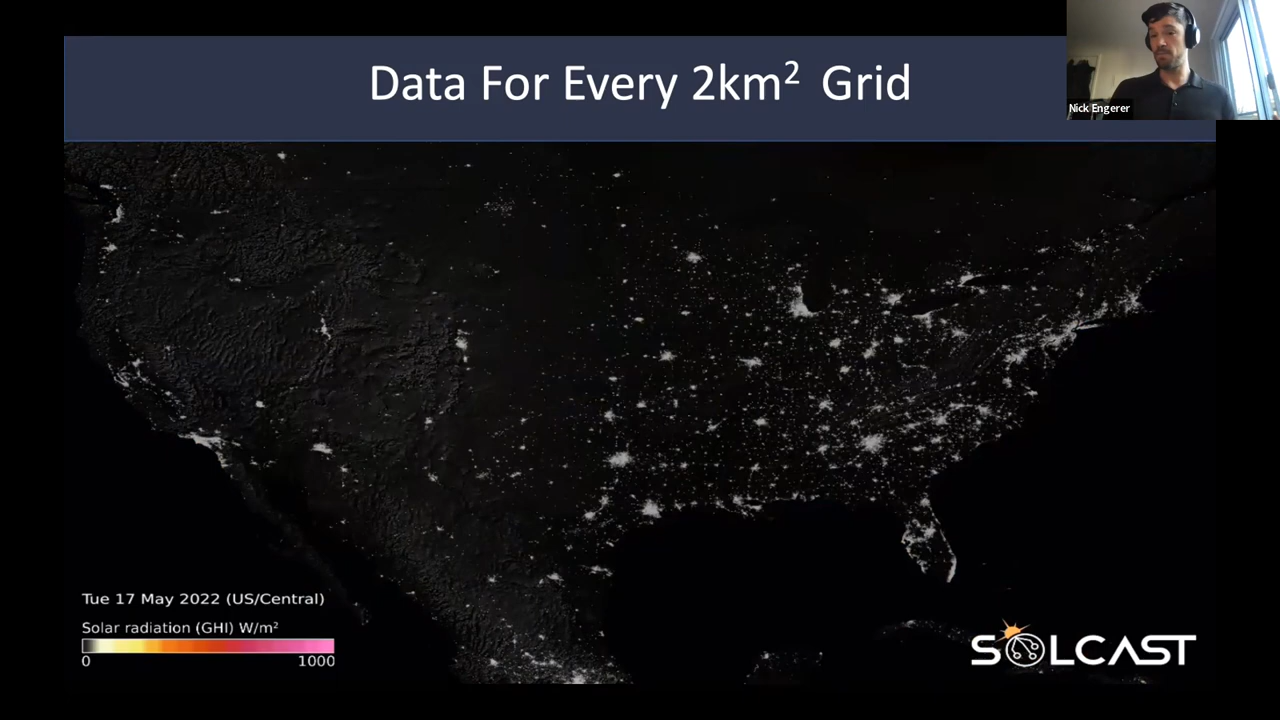 Data For Every 2km² Grid
Nick Engerer
Tue 17 May 2022 (US/Central)
Solar radiation (GHI) W/m²
0 1000
SOLCAST